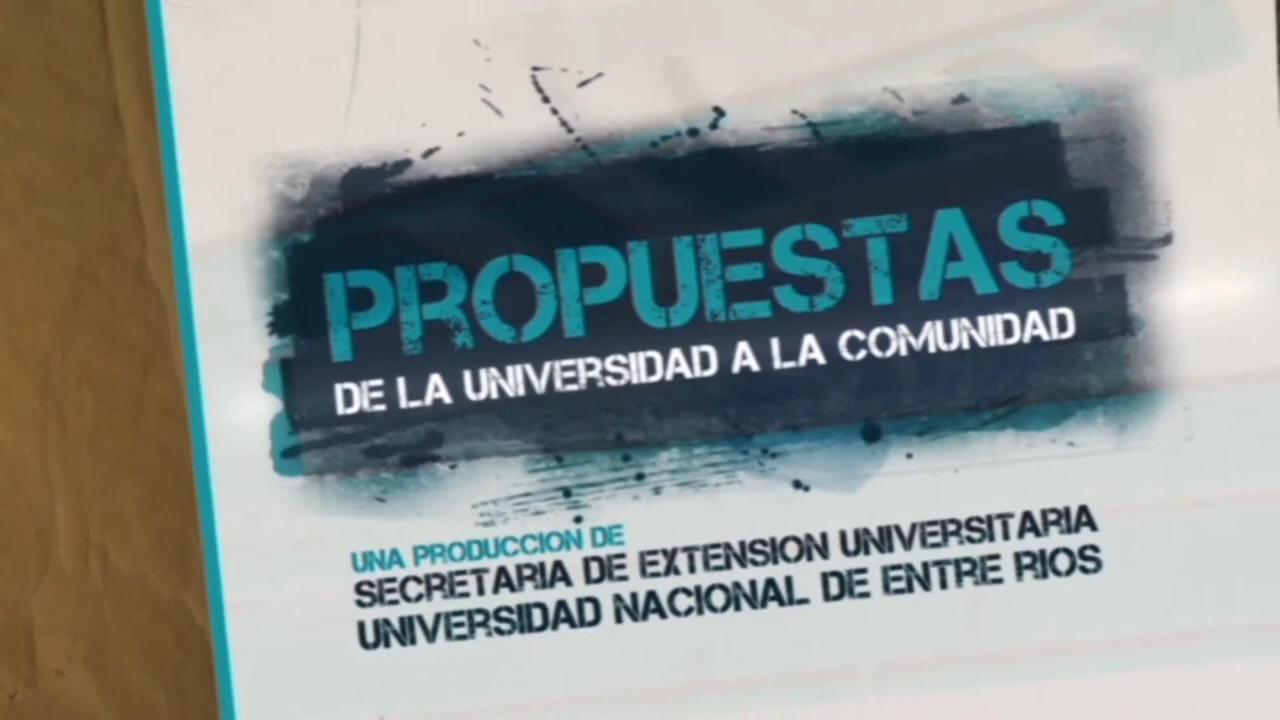 PROPUESTAS
DE LA UNIVERSIDAD A LA COMUNIDAD
UNA PRODUCCION DE
SECRETARIA DE EXTENSION UNIVERSITARIA
UNIVERSIDAD NACIONAL DE ENTRE RIOS